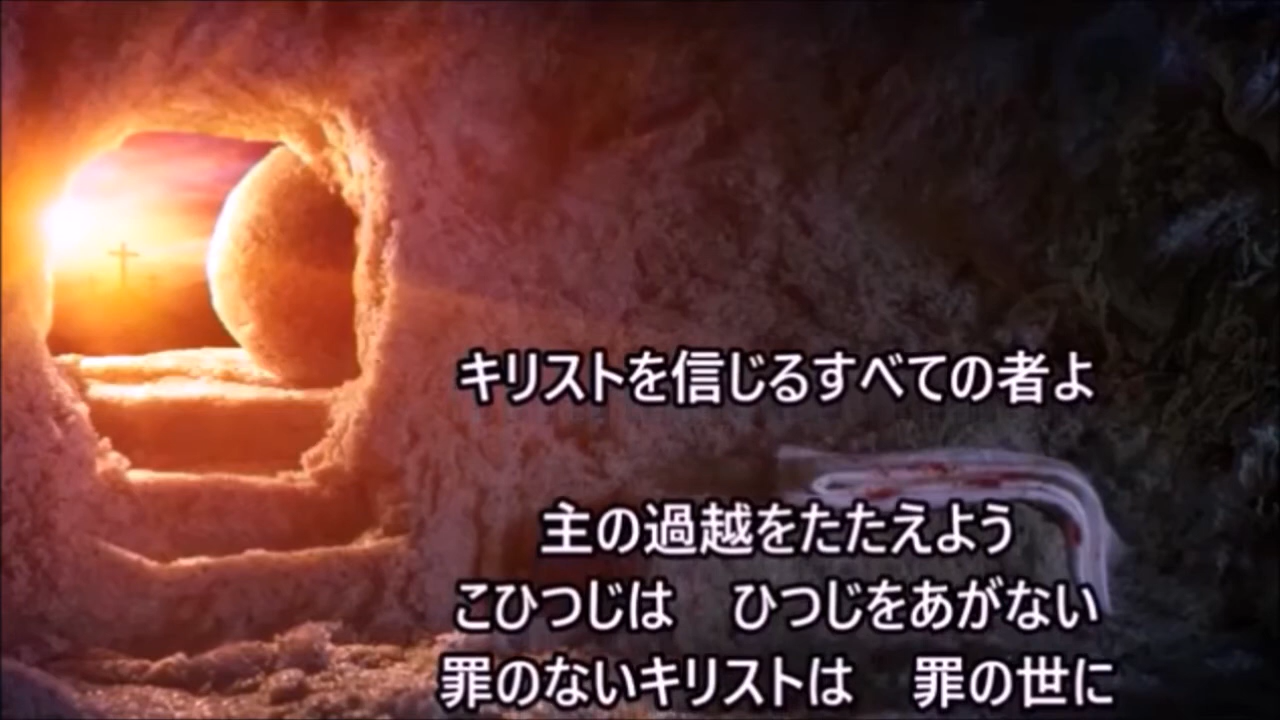 キリストを信じるすべての者よ
主の過越をたたえよう
こひつじは　ひつじをあがない
罪のないキリストは　罪の世に